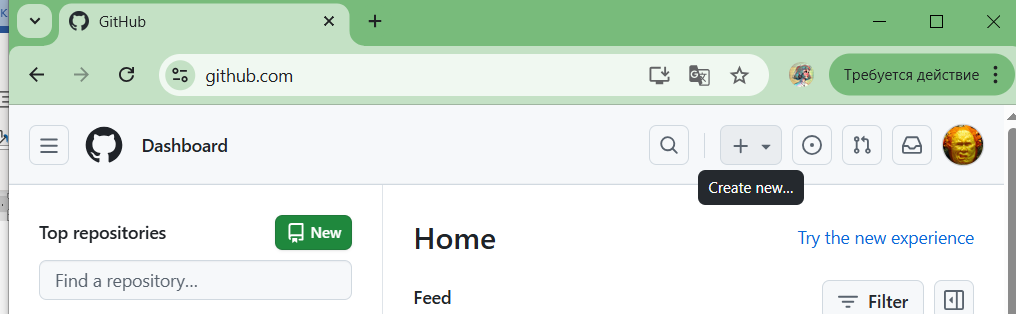 GitHub
github.com
Требуется действие
Dashboard
Create new...
Top repositories
New
Home
Try the new experience
Find a repository...
Feed
Filter